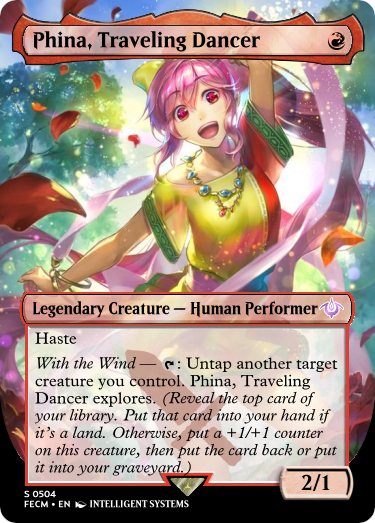 Phina, Traveling Dancer
Legendary Creature — Human Performer
Haste
With the Wind — : Untap another target
creature you control. Phina, Traveling
Dancer explores. (Reveal the top card of
your library. Put that card into your hand if
it's a land. Otherwise, put a +1/+1 counter
on this creature, then put the card back or put
it into your graveyard.)
2/1
S 0504
FECM • EN INTELLIGENT SYSTEMS